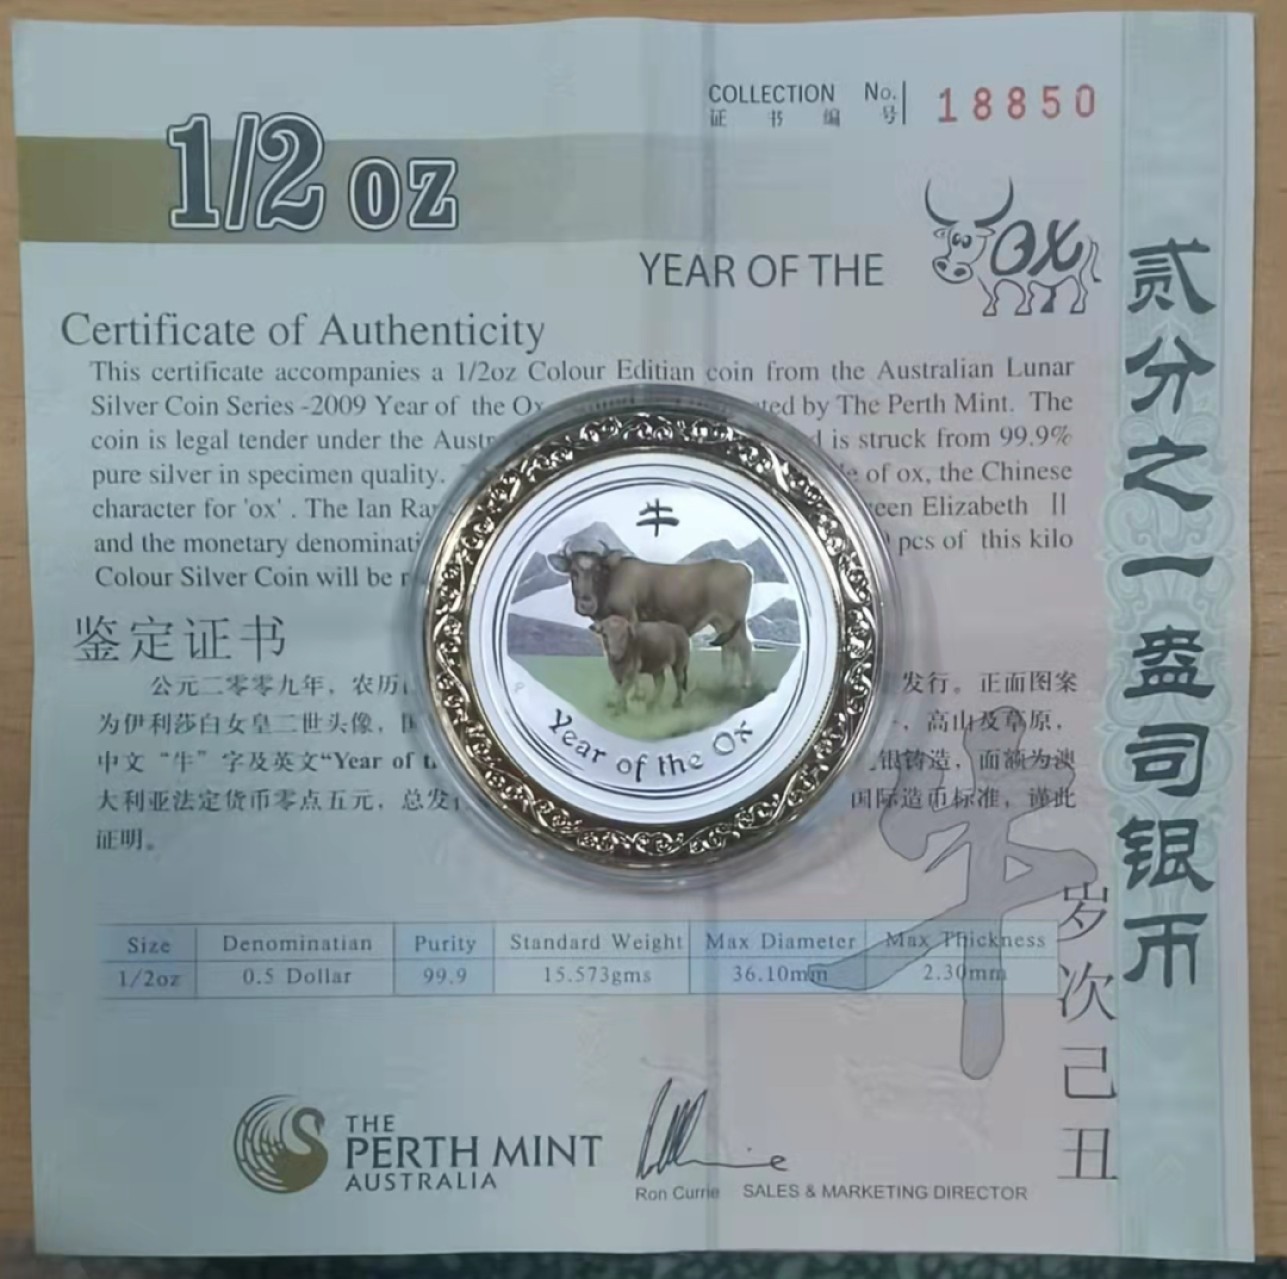 COLLECTION No.
证书编号
18850
1/2 oz
YEAR OF THE OX
Certificate of Authenticity
This certificate accompanies a 1/2oz Colour Editian coin from the Australian Lunar
Silver Coin Series -2009 Year of the Ox ted by The Perth Mint. The
coin is legal tender under the Aust is struck from 99.9%
pure silver in specimen quality. of ox, the Chinese
character for 'ox' . The Ian Elizabeth II
and the monetary pcs of this kilo
Colour Silver Coin will be
鉴定证书
公元二零零九年，农历 发行。正面图案
为伊利莎白女皇二世头像， 高山及草原，
中文“牛”字及英文“Year of 银铸造，面额为澳
大利亚法定货币零点五元，总发 国际造币标准，谨此
证明。
牛
Year of the Ox
Size Denominatian Purity Standard Weight Max Diameter Max Thickness
1/2oz 0.5 Dollar 99.9 15.573gms 36.10mm 2.30mm
THE
PERTH MINT
AUSTRALIA
Ron Currie SALES & MARKETING DIRECTOR
贰分之一盎司银币
牛
岁次己丑